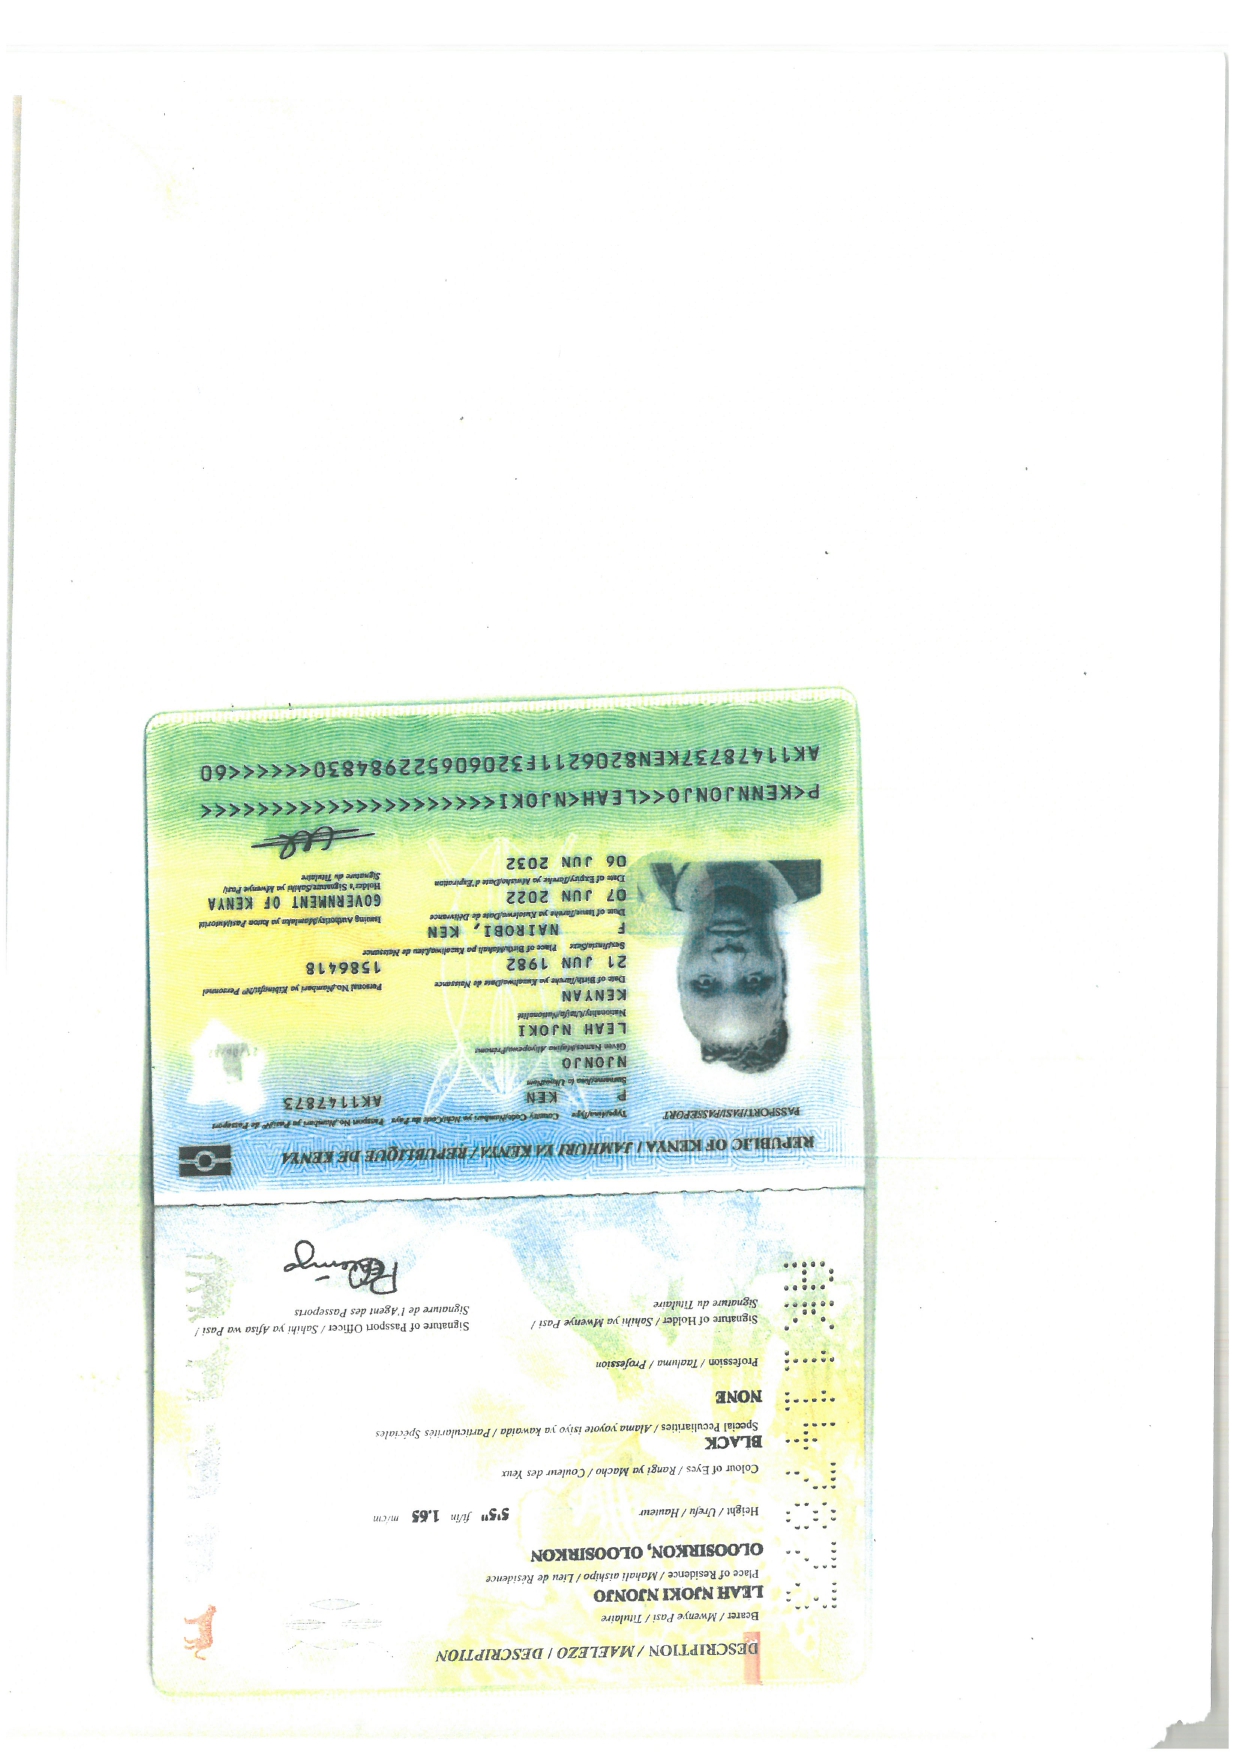 DESCRIPTION / MAELEZO / DESCRIPTION
Bearer / Mwenye Pasi / Titulaire
LEAH NJOKI NJONJO
Place of Residence / Mahali aishipo / Lieu de Résidence
OLOOSIRKON, OLOOSIRKON
Height / Urefu / Hauteur 5'5" ft/in 1.65 m/cm
Colour of Eyes / Rangi ya Macho / Couleur des Yeux
BLACK
Special Peculiarities / Alama yoyote isiyo ya kawaida / Particularités Spéciales
NONE
Profession / Taaluma / Profession
Signature of Holder / Sahihi ya Mwenye Pasi /
Signature du Titulaire
Signature of Passport Officer / Sahihi ya Afisa wa Pasi /
Signature de l'Agent des Passeports
REPUBLIC OF KENYA / JAMHURI YA KENYA / REPUBLIQUE DE KENYA
PASSPORT/PASI/PASSEPORT
Type/Aina/Type Country Code/Nambari ya Nchi/Code du Pays Passport No./Nambari ya Pasi/Nº de Passeport
P KEN AK1147873
Surname/Jina la Ukoo/Nom
NJONJO
Given Names/Majina Aliyopewa/Prénoms
LEAH NJOKI
Nationality/Utaifa/Nationalité
KENYAN
Date of Birth/Tarehe ya Kuzaliwa/Date de Naissance Personal No./Nambari ya Kibinafsi/Nº Personnel
21 JUN 1982 1586418
Sex/Jinsia/Sexe Place of Birth/Mahali pa Kuzaliwa/Lieu de Naissance
F NAIROBI, KEN
Date of Issue/Tarehe ya Kutolewa/Date de Délivrance Issuing Authority/Mamlaka ya kutoa Pasi/Autorité
07 JUN 2022 GOVERNMENT OF KENYA
Date of Expiry/Tarehe ya Mwisho/Date d'Expiration Holder's Signature/Sahihi ya Mwenye Pasi/
Signature du Titulaire
06 JUN 2032
P<KENNJONJO<<LEAH<NJOKI<<<<<<<<<<<<<<<<<<<<<
AK11478737KEN8206211F320606522984830<<<<<<60